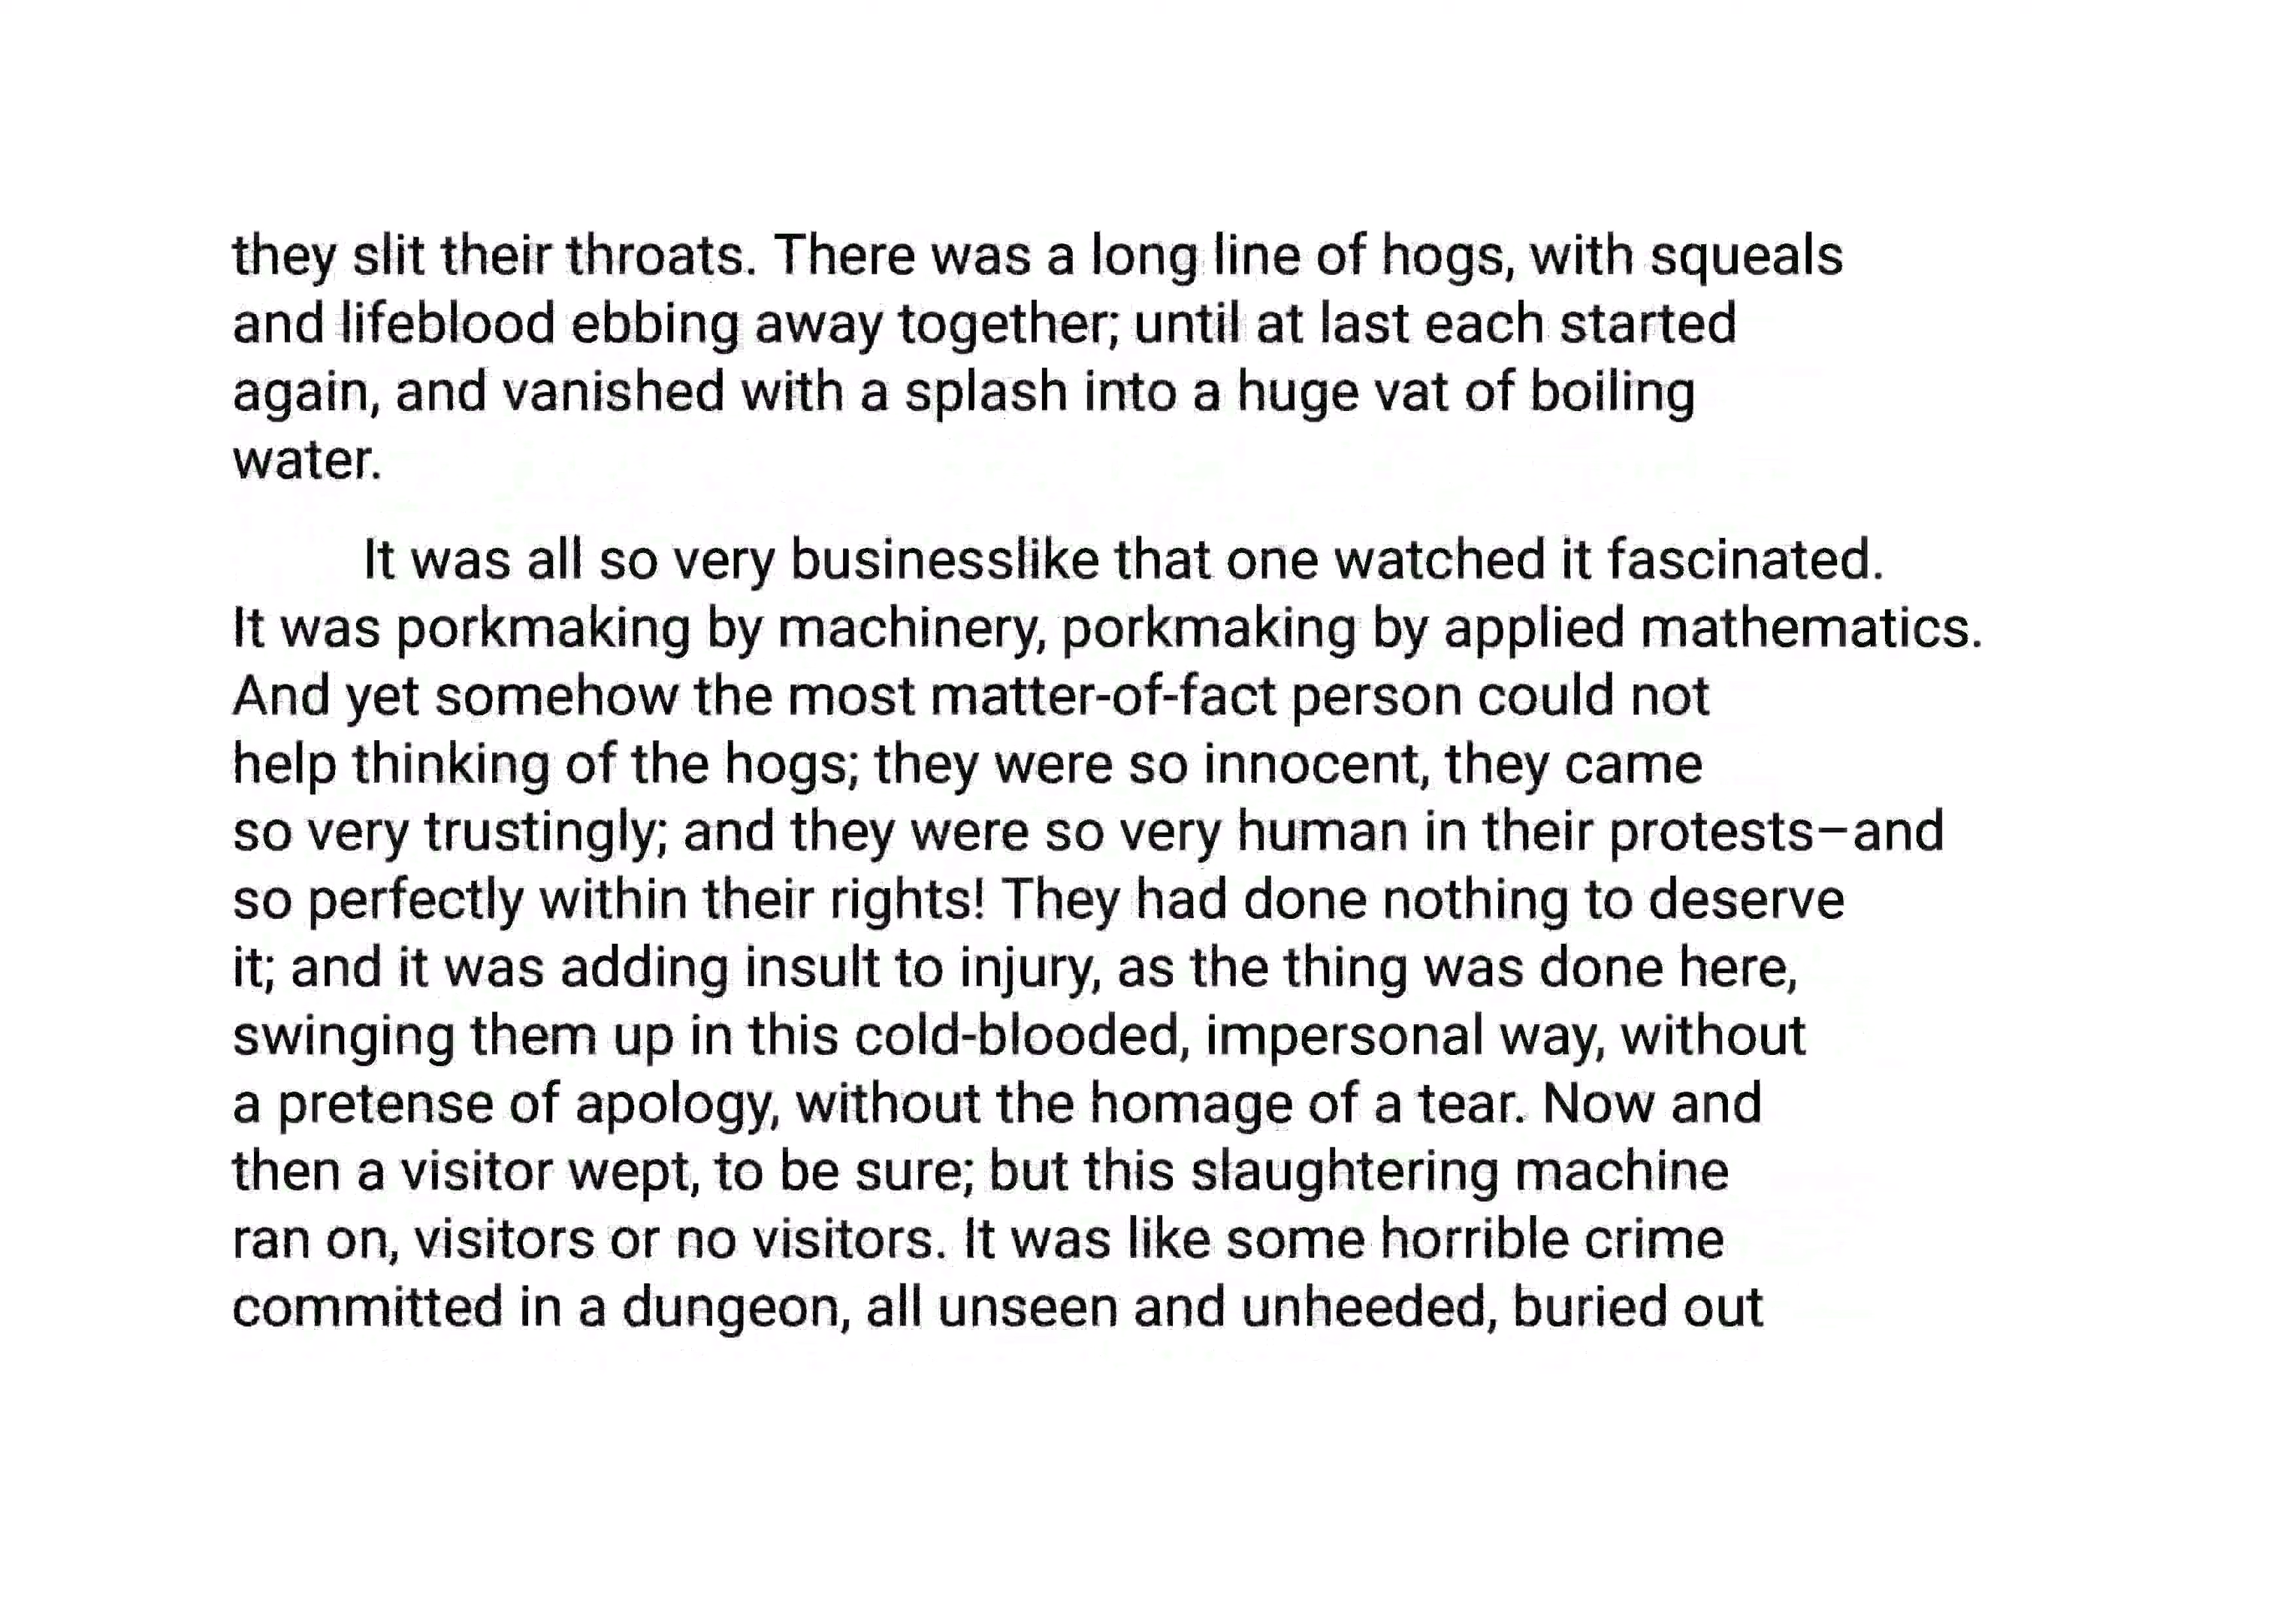 they slit their throats. There was a long line of hogs, with squeals
and lifeblood ebbing away together; until at last each started
again, and vanished with a splash into a huge vat of boiling
water.
It was all so very businesslike that one watched it fascinated.
It was porkmaking by machinery, porkmaking by applied mathematics.
And yet somehow the most matter-of-fact person could not
help thinking of the hogs; they were so innocent, they came
so very trustingly; and they were so very human in their protests–and
so perfectly within their rights! They had done nothing to deserve
it; and it was adding insult to injury, as the thing was done here,
swinging them up in this cold-blooded, impersonal way, without
a pretense of apology, without the homage of a tear. Now and
then a visitor wept, to be sure; but this slaughtering machine
ran on, visitors or no visitors. It was like some horrible crime
committed in a dungeon, all unseen and unheeded, buried out